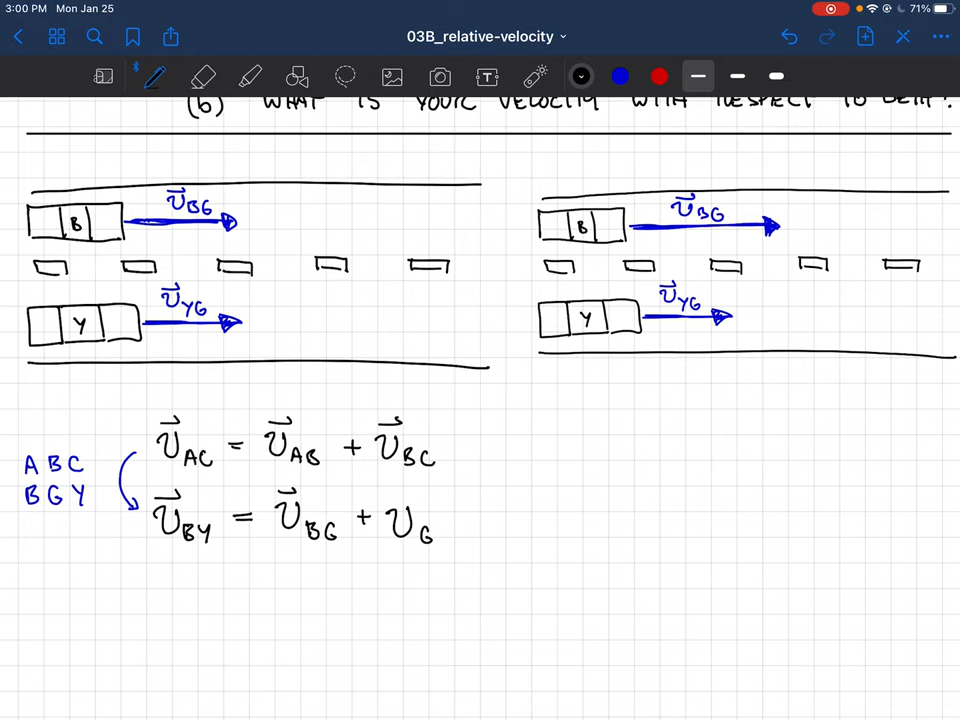 3:00 PM Mon Jan 25 71%
03B_relative-velocity
T
(b) WHAT IS YOUR VELOCITY WITH RESPECT TO BETH?
B v⃗BG
Y v⃗YG
B v⃗BG
Y v⃗YG
v⃗AC = v⃗AB + v⃗BC
A B C
B G Y
v⃗BY = v⃗BG + vG